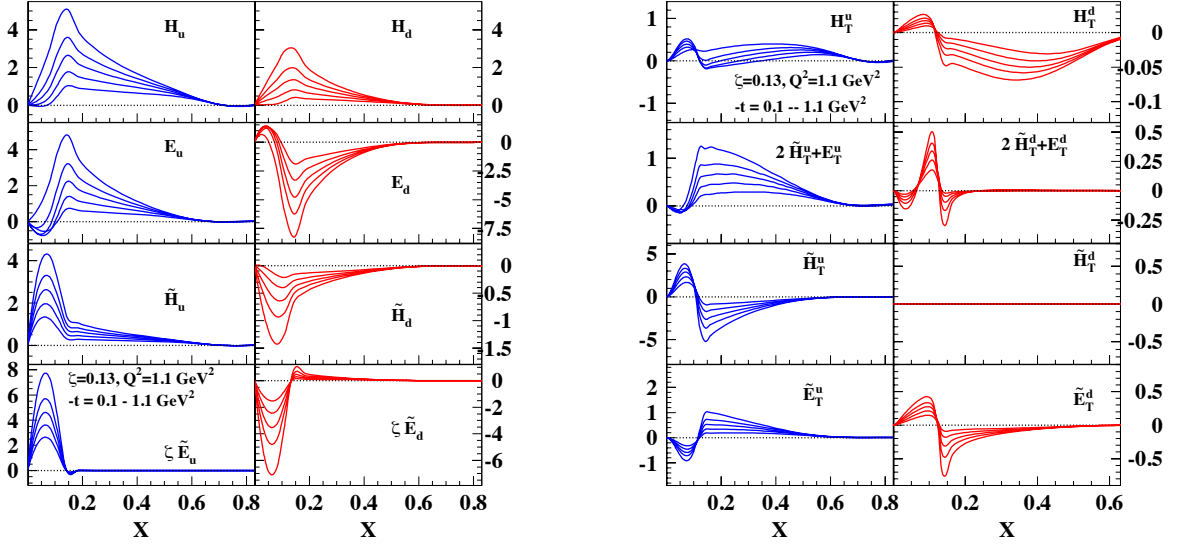 H_u
4
2
0
H_d
E_u
4
2
0
E_d
0
-5
-7.5
H̃_u
4
2
0
H̃_d
0
-0.5
-1
-1.5
ζ=0.13, Q²=1.1 GeV²
-t = 0.1 - 1.1 GeV²
ζ Ẽ_u
8
6
4
2
0
ζ Ẽ_d
0
-2
-4
-6
0.2 0.4 0.6 0.8 0 0.2 0.4 0.6 0.8
X X
H_T^u
1
0
-1
ζ=0.13, Q²=1.1 GeV²
-t = 0.1 -- 1.1 GeV²
H_T^d
0
-0.05
-0.1
2 H̃_T^u+E_T^u
1
0
2 H̃_T^d+E_T^d
0.5
0.25
0
-0.25
H̃_T^u
5
0
-5
H̃_T^d
0.5
0
-0.5
Ẽ_T^u
2
1
0
-1
Ẽ_T^d
0.5
0
-0.5
0.2 0.4 0.6 0.8 0 0.2 0.4 0.6
X X